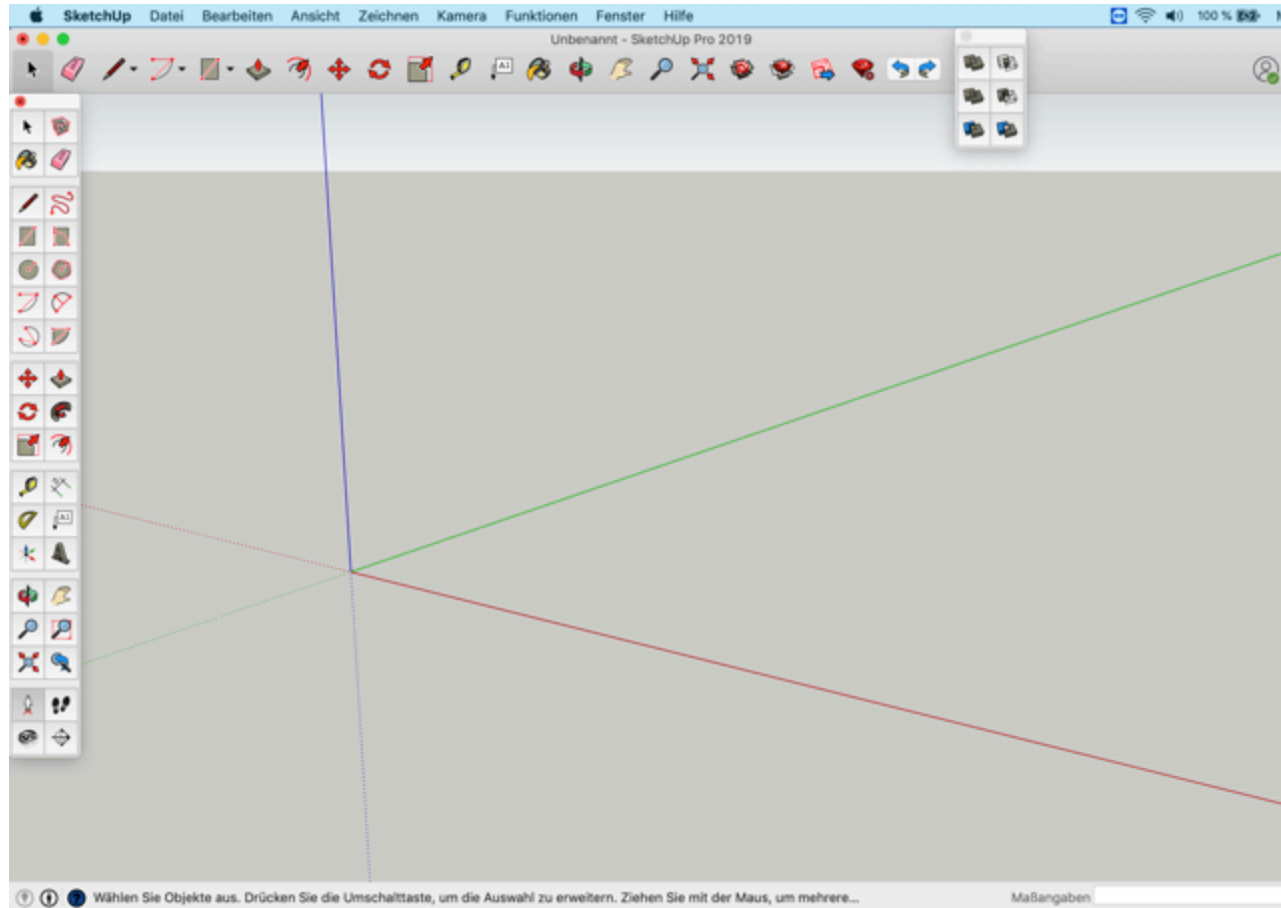 SketchUp Datei Bearbeiten Ansicht Zeichnen Kamera Funktionen Fenster Hilfe 100 %
Unbenannt - SketchUp Pro 2019
A1
A1
Wählen Sie Objekte aus. Drücken Sie die Umschalttaste, um die Auswahl zu erweitern. Ziehen Sie mit der Maus, um mehrere... Maßangaben